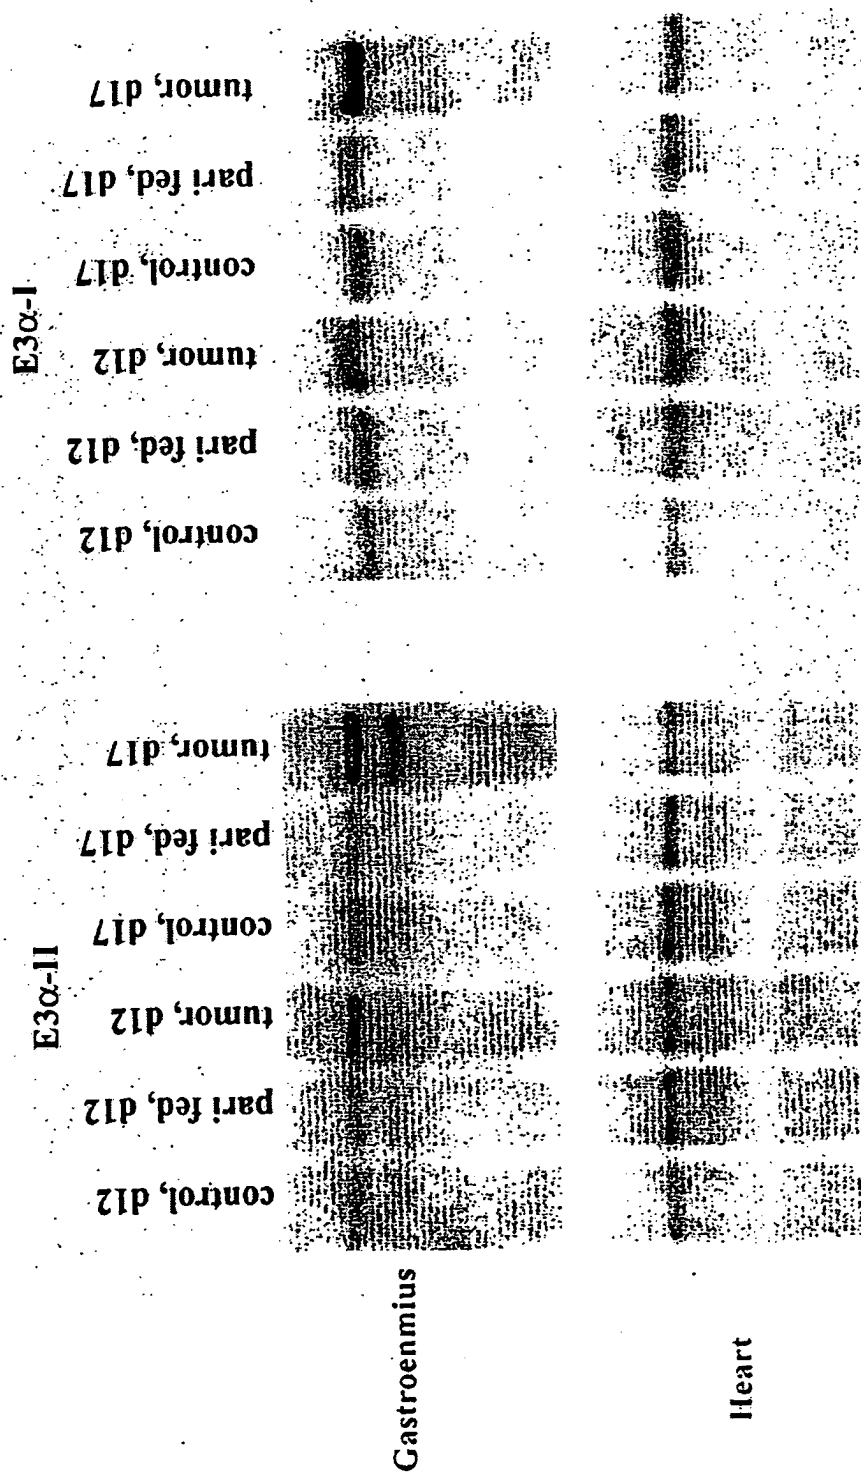 E3α-II
E3α-I
control, d12
pari fed, d12
tumor, d12
control, d17
pari fed, d17
tumor, d17
control, d12
pari fed, d12
tumor, d12
control, d17
pari fed, d17
tumor, d17
Gastroenmius
Heart